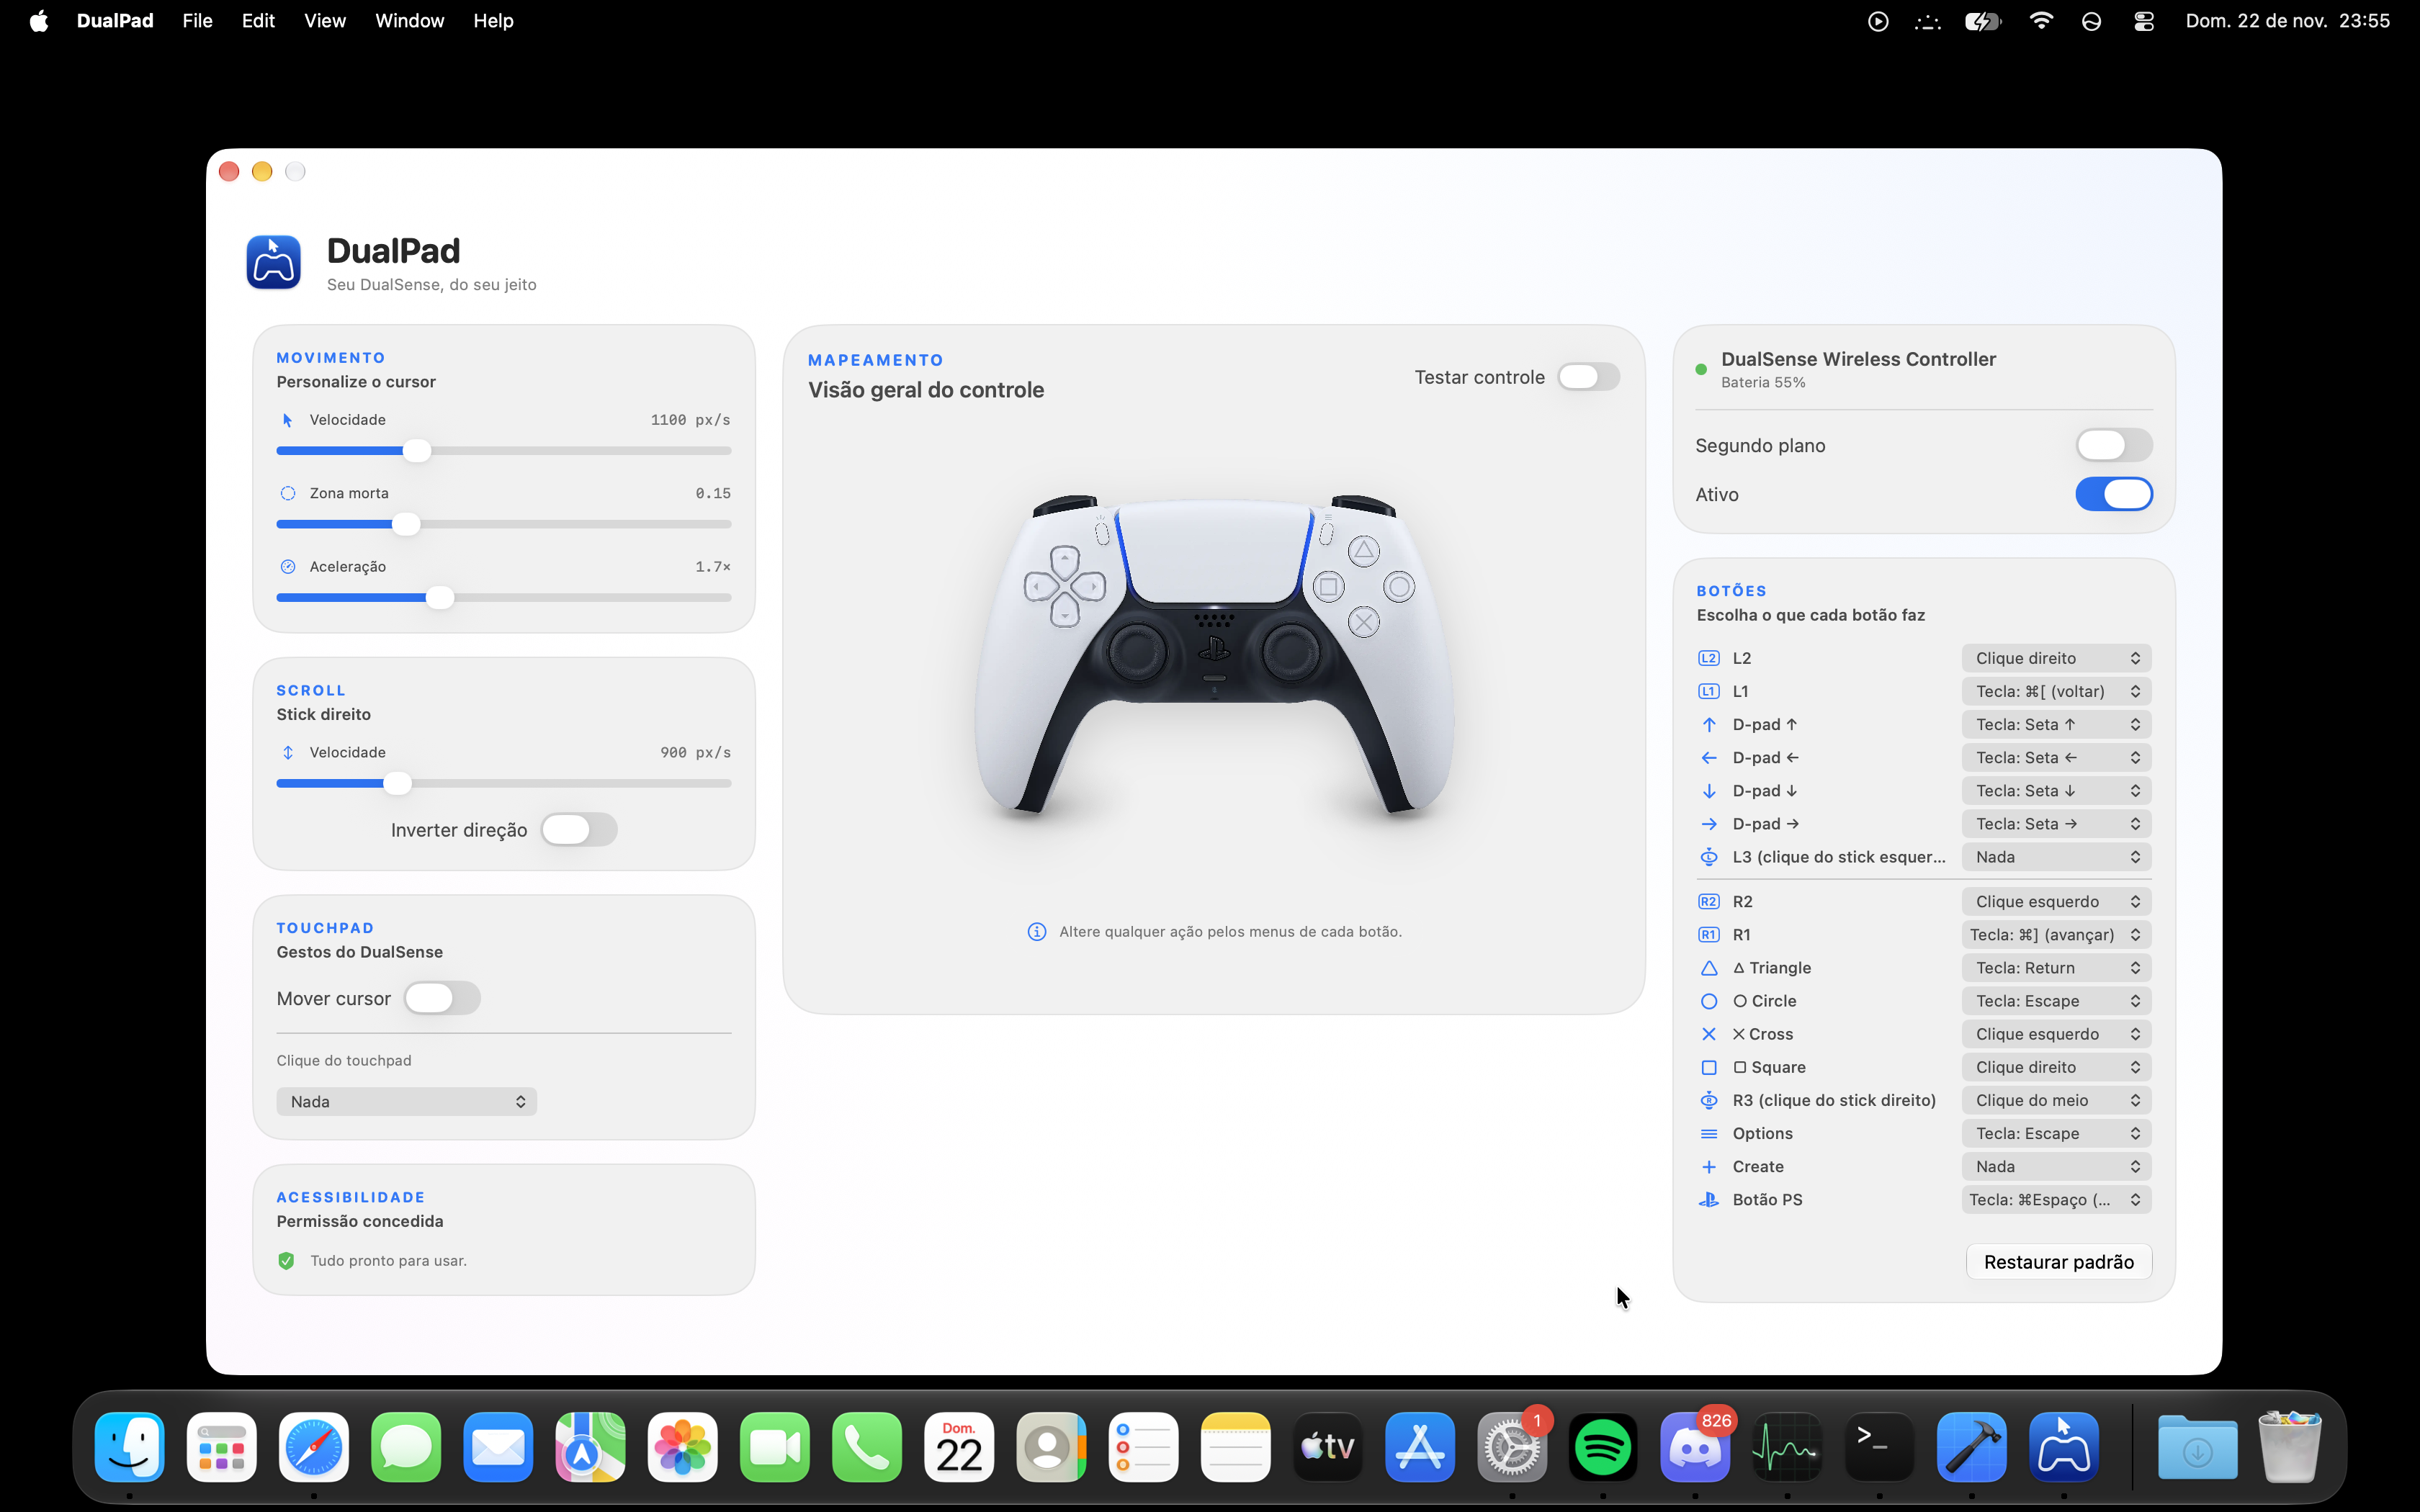 DualPad File Edit View Window Help
Dom. 22 de nov. 23:55
DualPad
Seu DualSense, do seu jeito
MOVIMENTO
Personalize o cursor
Velocidade 1100 px/s
Zona morta 0.15
Aceleração 1.7×
SCROLL
Stick direito
Velocidade 900 px/s
Inverter direção
TOUCHPAD
Gestos do DualSense
Mover cursor
Clique do touchpad
Nada
ACESSIBILIDADE
Permissão concedida
Tudo pronto para usar.
MAPEAMENTO
Visão geral do controle
Testar controle
Altere qualquer ação pelos menus de cada botão.
DualSense Wireless Controller
Bateria 55%
Segundo plano
Ativo
BOTÕES
Escolha o que cada botão faz
L2 L2 Clique direito
L1 L1 Tecla: ⌘[ (voltar)
D-pad ↑ Tecla: Seta ↑
D-pad ← Tecla: Seta ←
D-pad ↓ Tecla: Seta ↓
D-pad → Tecla: Seta →
L L3 (clique do stick esquer... Nada
R2 R2 Clique esquerdo
R1 R1 Tecla: ⌘] (avançar)
△ Triangle Tecla: Return
○ Circle Tecla: Escape
✕ Cross Clique esquerdo
□ Square Clique direito
R R3 (clique do stick direito) Clique do meio
Options Tecla: Escape
Create Nada
Botão PS Tecla: ⌘Espaço (...
Restaurar padrão
Dom.
22
tv
1
826
>_